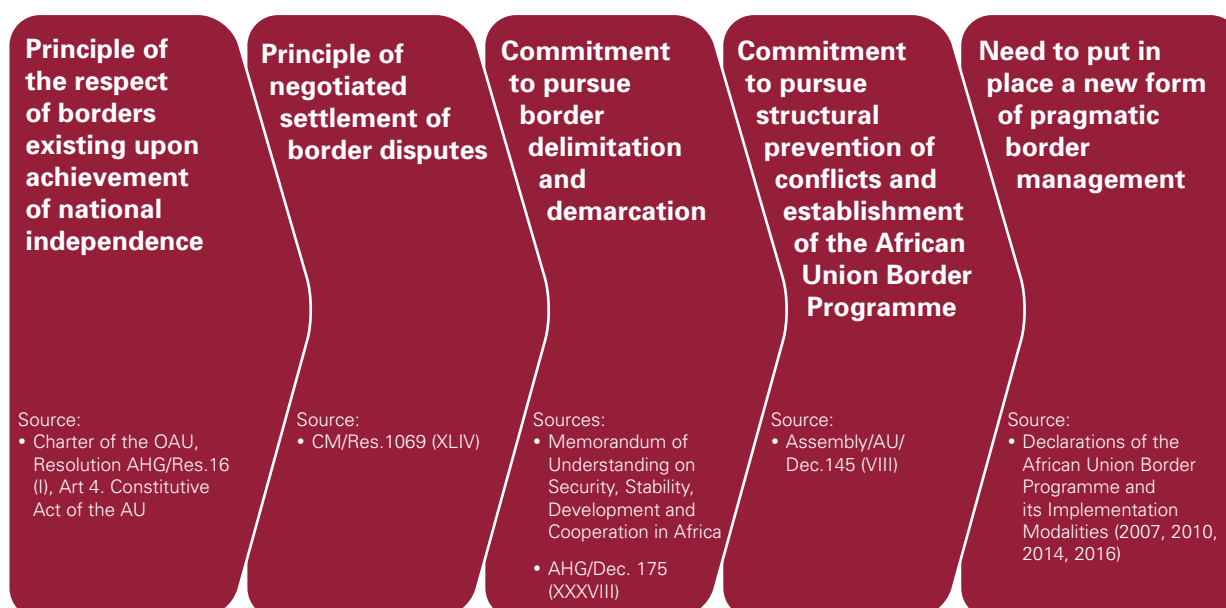 Principle of
the respect
of borders
existing upon
achievement
of national
independence
Source:
• Charter of the OAU,
Resolution AHG/Res.16
(I), Art 4. Constitutive
Act of the AU
Principle of
negotiated
settlement of
border disputes
Source:
• CM/Res.1069 (XLIV)
Commitment
to pursue
border
delimitation
and
demarcation
Sources:
• Memorandum of
Understanding on
Security, Stability,
Development and
Cooperation in Africa
• AHG/Dec. 175
(XXXVIII)
Commitment
to pursue
structural
prevention of
conflicts and
establishment
of the African
Union Border
Programme
Source:
• Assembly/AU/
Dec.145 (VIII)
Need to put in
place a new form
of pragmatic
border
management
Source:
• Declarations of the
African Union Border
Programme and
its Implementation
Modalities (2007, 2010,
2014, 2016)